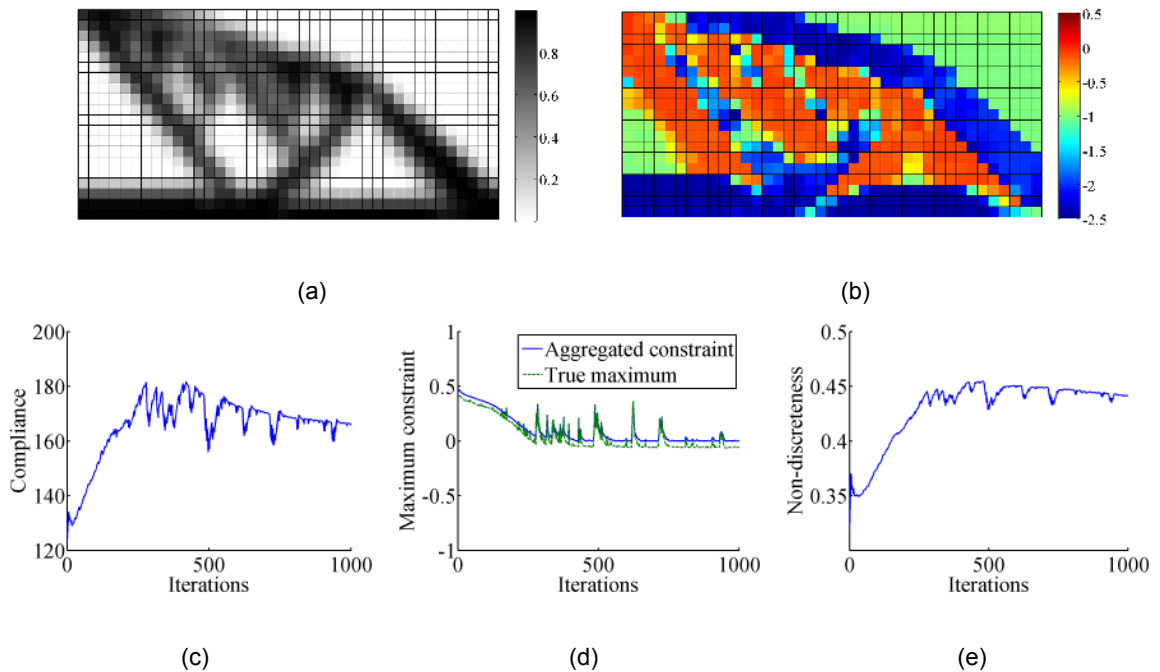 0.8
0.6
0.4
0.2
0.5
0
-0.5
-1
-1.5
-2
-2.5
(a)
(b)
200
180
160
140
120
0
500
1000
Compliance
Iterations
1
0.5
0
-0.5
-1
0
500
1000
Maximum constraint
Iterations
Aggregated constraint
True maximum
0.5
0.45
0.4
0.35
0
500
1000
Non-discreteness
Iterations
(c)
(d)
(e)